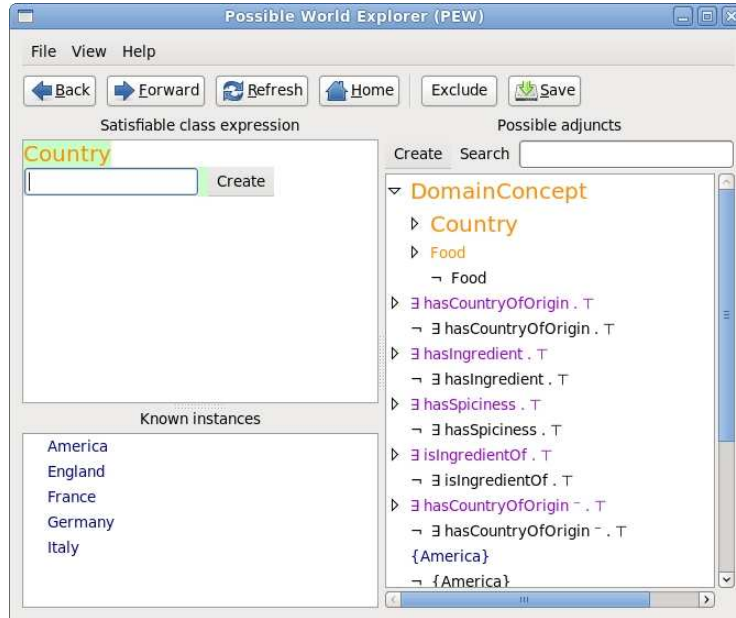 Possible World Explorer (PEW)
File View Help
Back Forward Refresh Home Exclude Save
Satisfiable class expression
Country
Create
Known instances
America
England
France
Germany
Italy
Possible adjuncts
Create Search
DomainConcept
Country
Food
¬ Food
∃ hasCountryOfOrigin . ⊤
¬ ∃ hasCountryOfOrigin . ⊤
∃ hasIngredient . ⊤
¬ ∃ hasIngredient . ⊤
∃ hasSpiciness . ⊤
¬ ∃ hasSpiciness . ⊤
∃ isIngredientOf . ⊤
¬ ∃ isIngredientOf . ⊤
∃ hasCountryOfOrigin ⁻ . ⊤
¬ ∃ hasCountryOfOrigin ⁻ . ⊤
{America}
¬ {America}